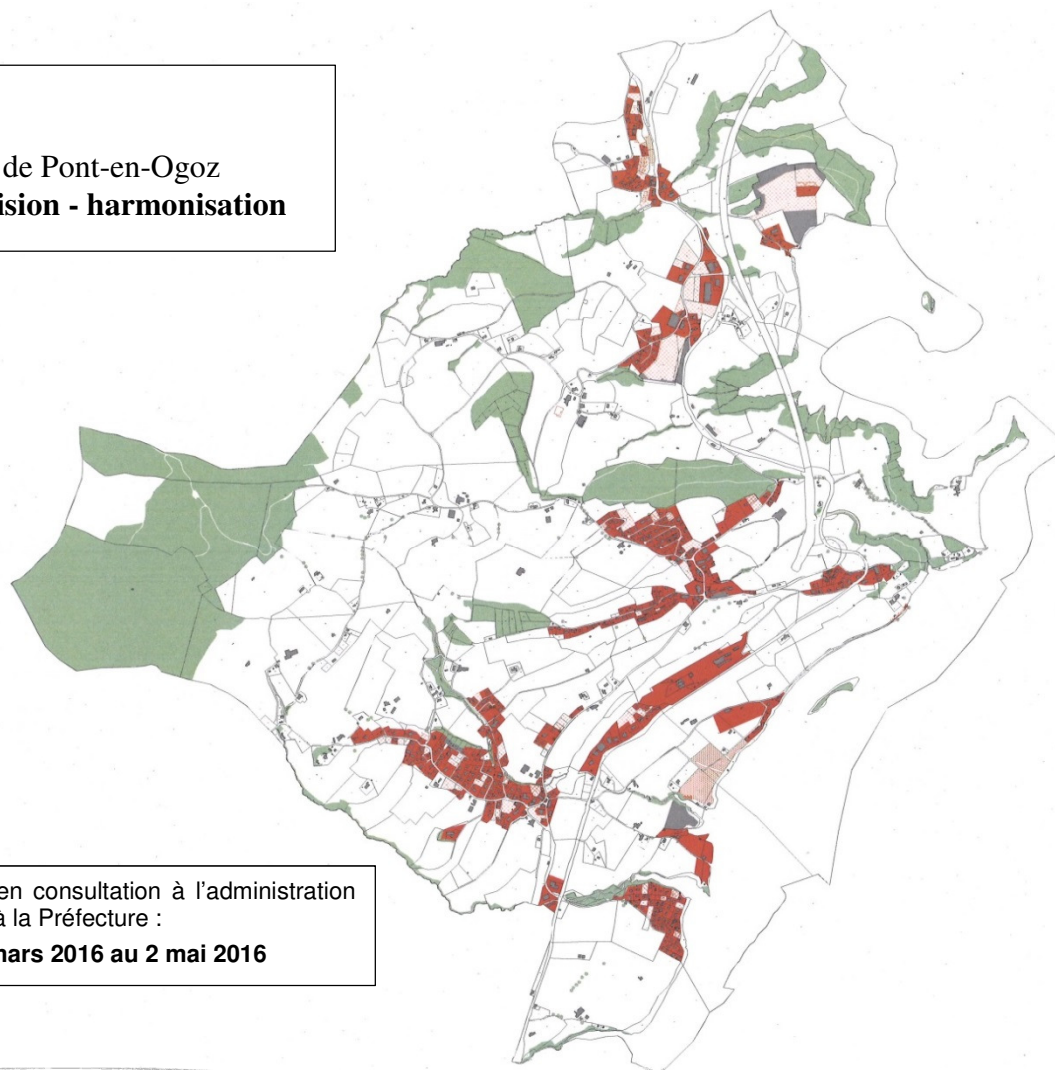 de Pont-en-Ogoz
ision - harmonisation
en consultation à l'administration
à la Préfecture :
mars 2016 au 2 mai 2016